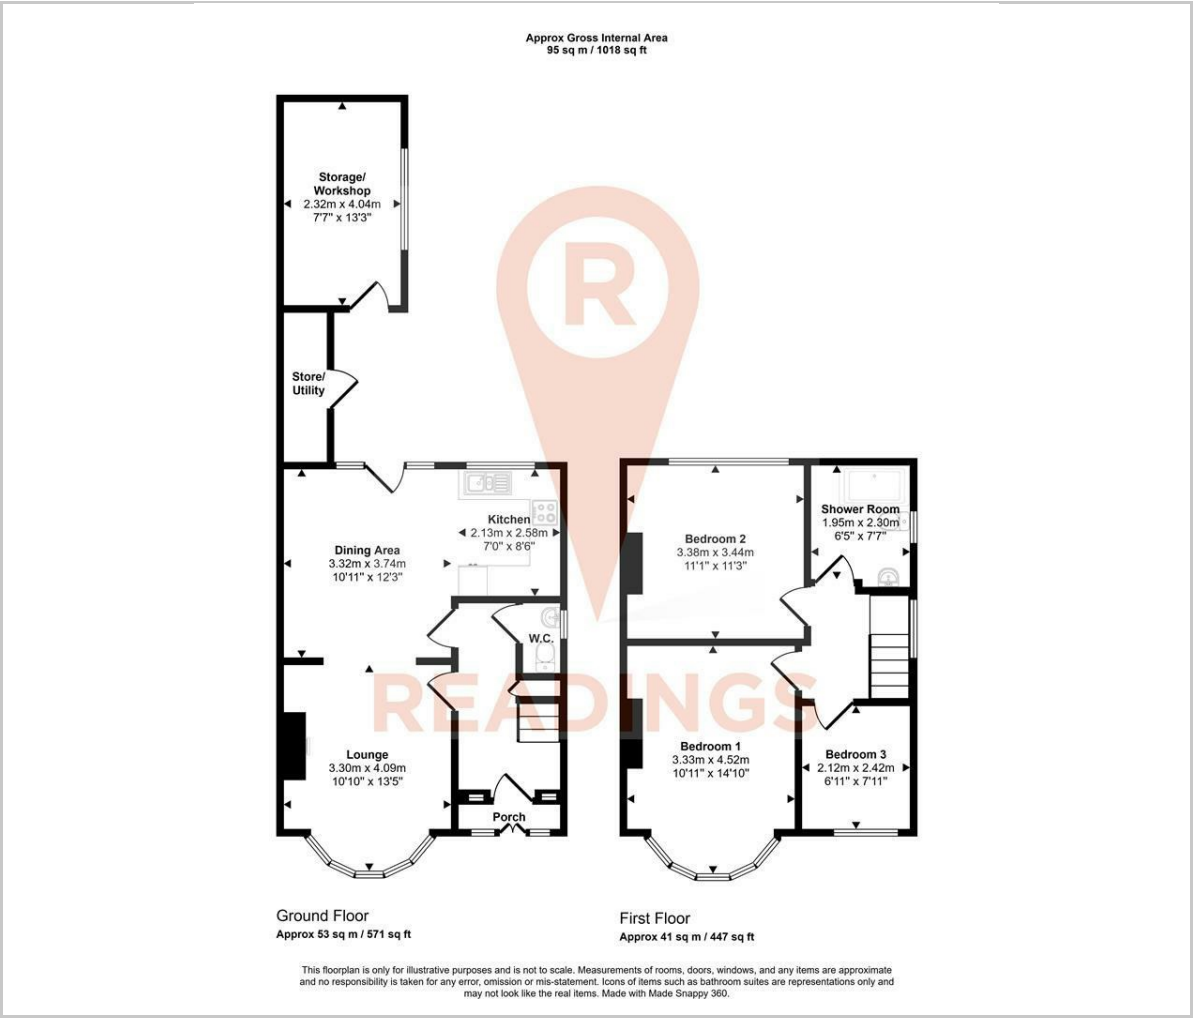 Approx Gross Internal Area
95 sq m / 1018 sq ft
Storage/
Workshop
2.32m x 4.04m
7'7" x 13'3"
R
Store/
Utility
Kitchen
2.13m x 2.58m
7'0" x 8'6"
Dining Area
3.32m x 3.74m
10'11" x 12'3"
W.C.
Lounge
3.30m x 4.09m
10'10" x 13'5"
Porch
Ground Floor
Approx 53 sq m / 571 sq ft
READINGS
Shower Room
1.95m x 2.30m
6'5" x 7'7"
Bedroom 2
3.38m x 3.44m
11'1" x 11'3"
Bedroom 1
3.33m x 4.52m
10'11" x 14'10"
Bedroom 3
2.12m x 2.42m
6'11" x 7'11"
First Floor
Approx 41 sq m / 447 sq ft
This floorplan is only for illustrative purposes and is not to scale. Measurements of rooms, doors, windows, and any items are approximate
and no responsibility is taken for any error, omission or mis-statement. Icons of items such as bathroom suites are representations only and
may not look like the real items. Made with Made Snappy 360.